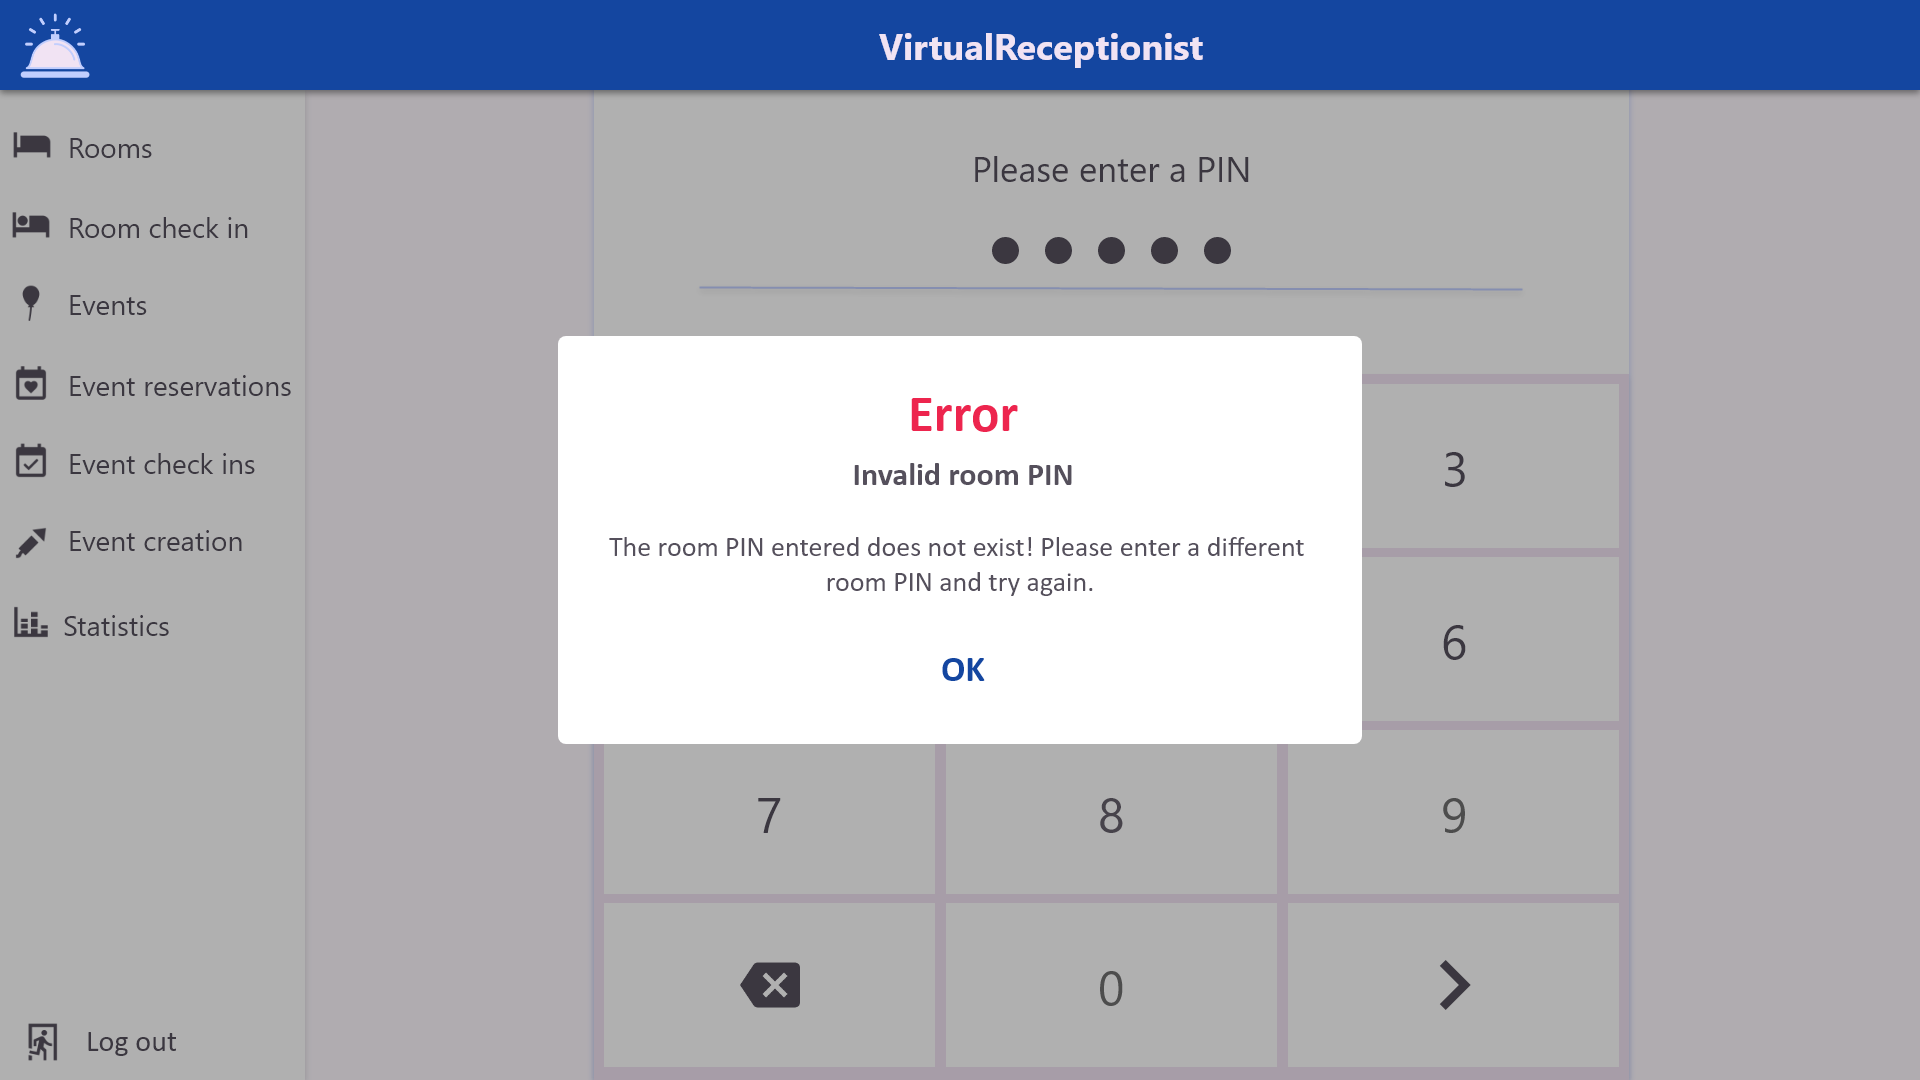 VirtualReceptionist
Rooms
Room check in
Events
Event reservations
Event check ins
Event creation
Statistics
Log out
Please enter a PIN
Error
Invalid room PIN
The room PIN entered does not exist! Please enter a different
room PIN and try again.
OK
3
6
7
8
9
0